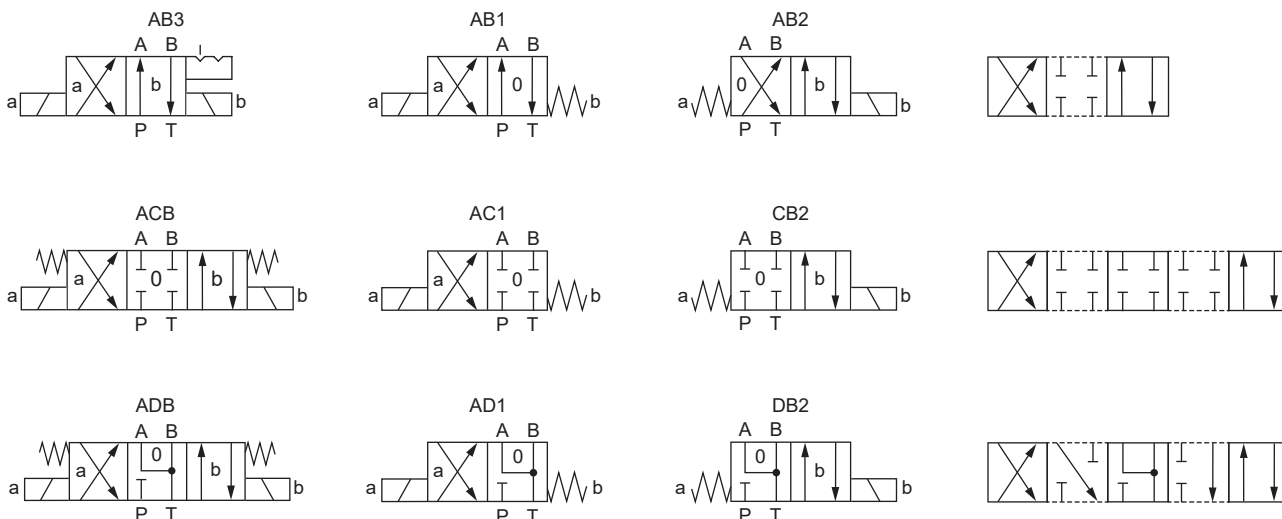 AB3 AB1 AB2
A B A B A B
a a b b a a 0 b a 0 b b
P T P T P T
ACB AC1 CB2
A B A B A B
a a 0 b b a a 0 b a 0 b b
P T P T P T
ADB AD1 DB2
A B A B A B
a a 0 b b a a 0 b a 0 b b
P T P T P T